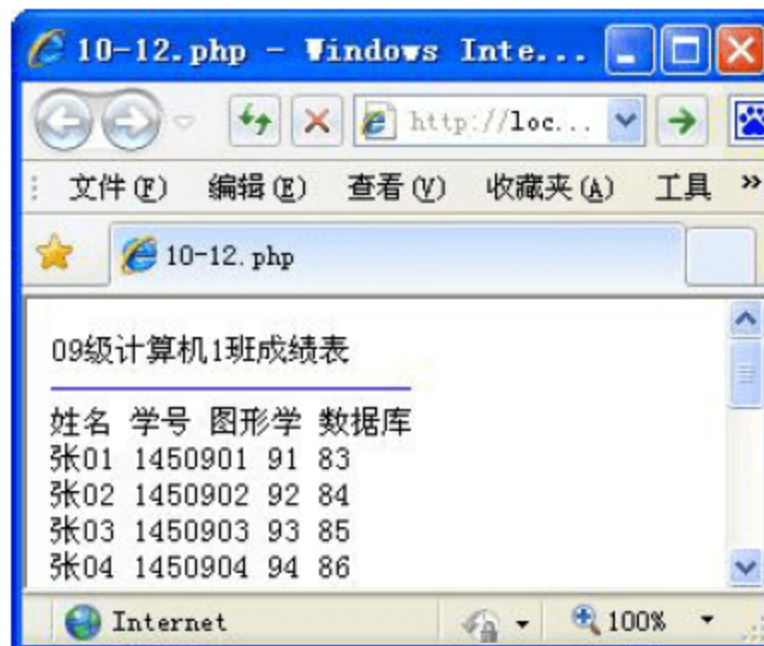 10-12.php - Windows Inte...
http://loc...
文件(F) 编辑(E) 查看(V) 收藏夹(A) 工具 »
10-12.php
09级计算机1班成绩表
姓名 学号 图形学 数据库
张01 1450901 91 83
张02 1450902 92 84
张03 1450903 93 85
张04 1450904 94 86
Internet 100%